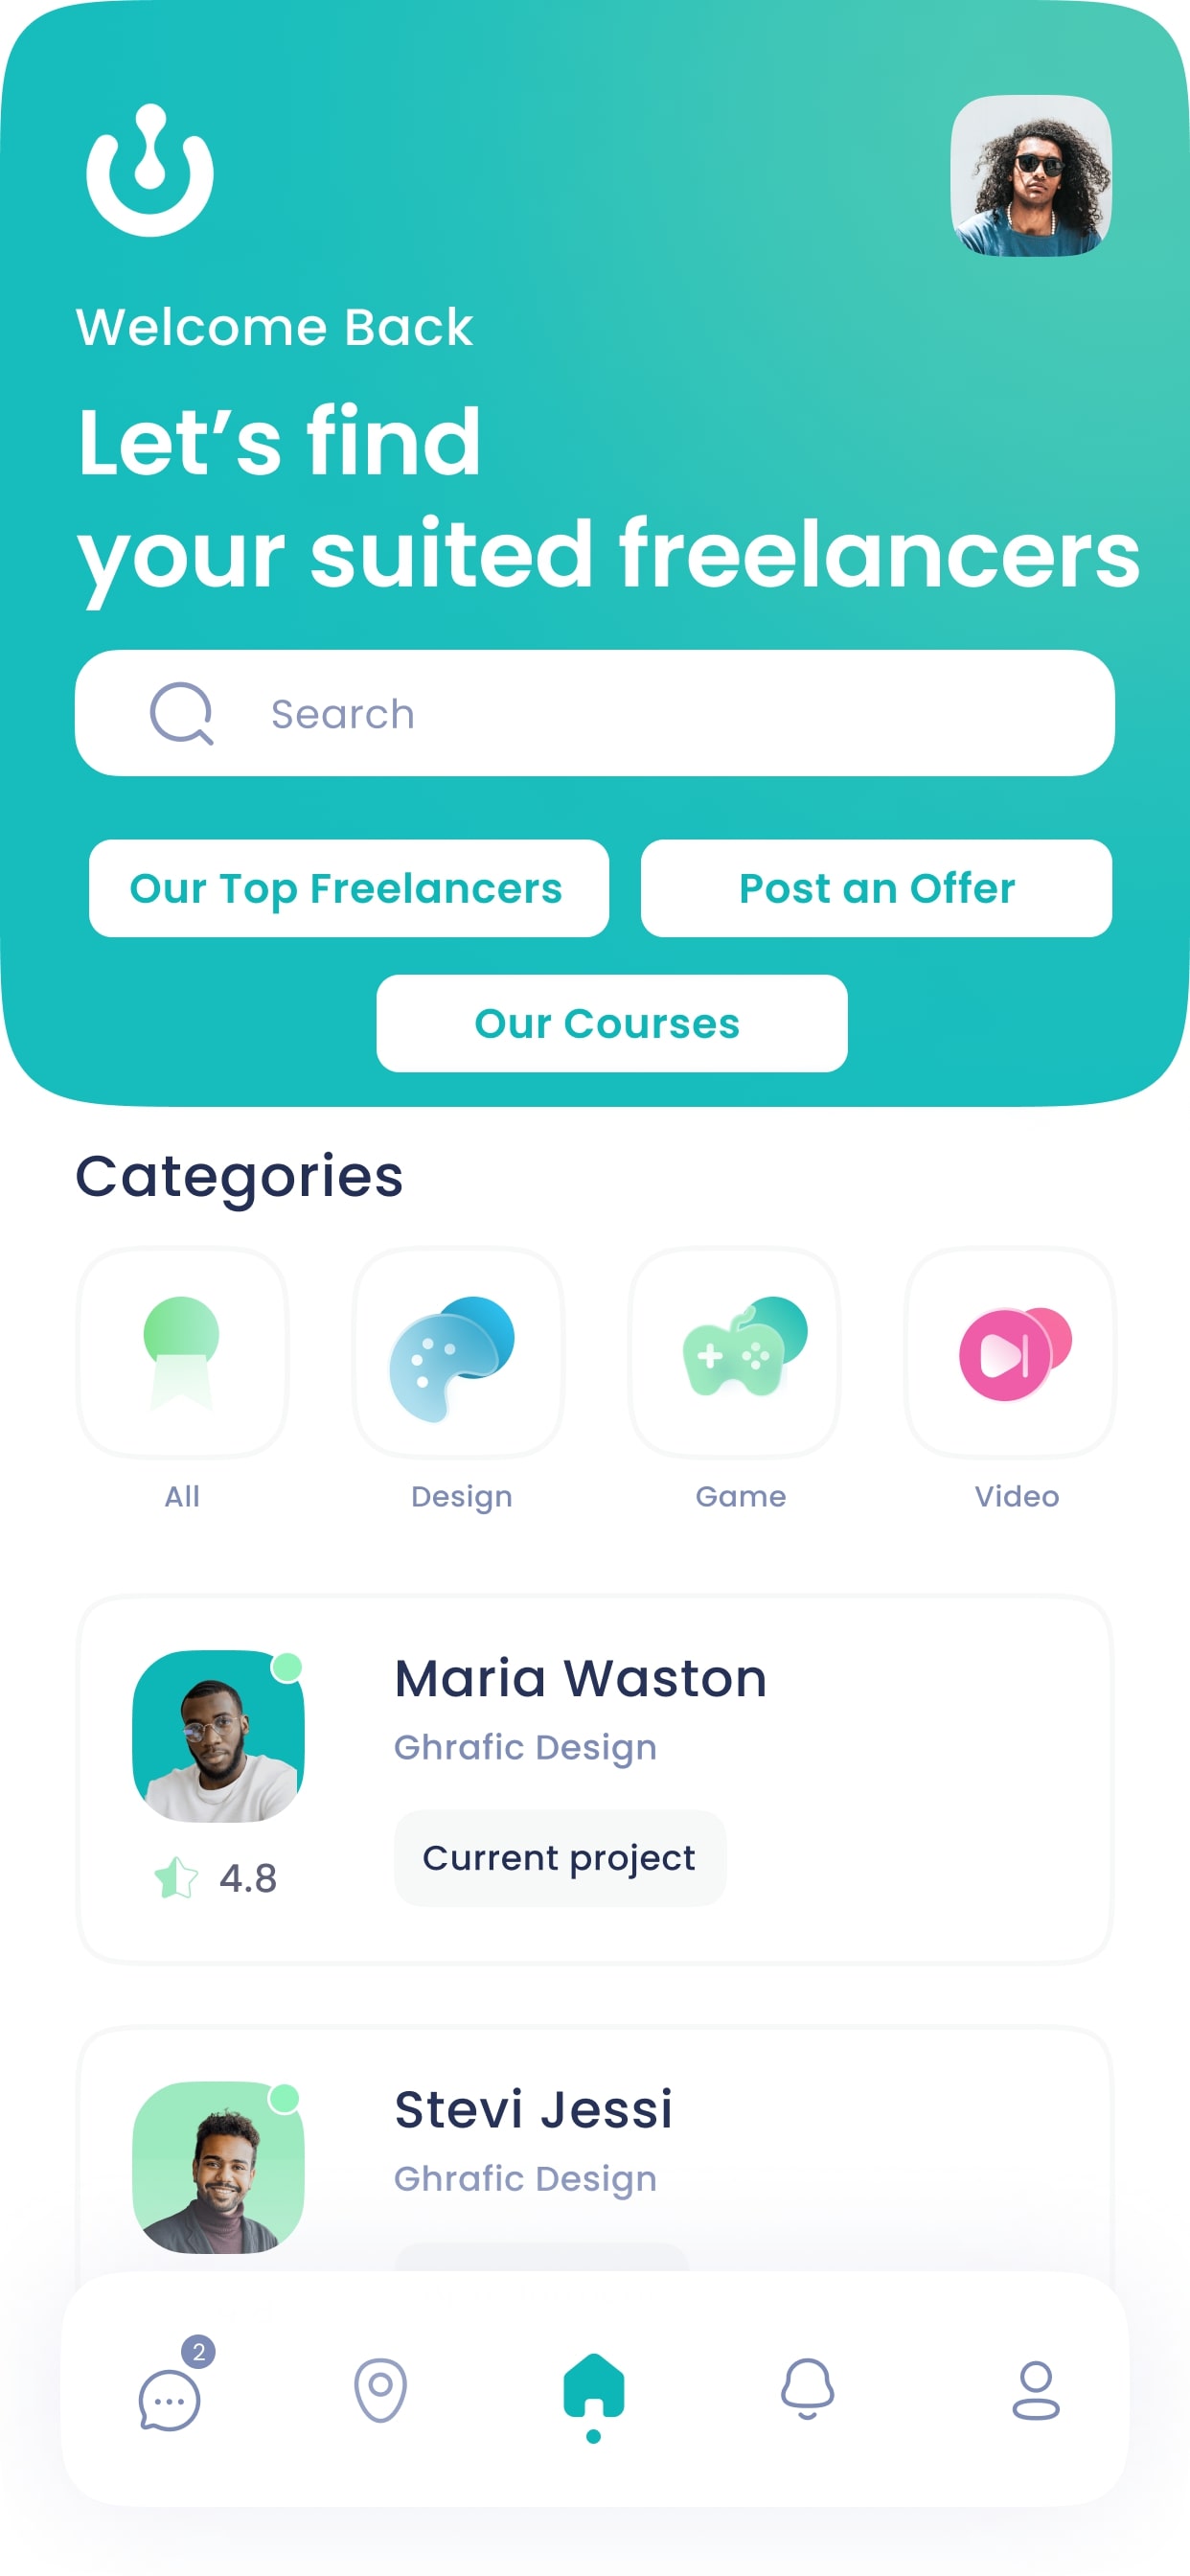 Welcome Back
Let’s find
your suited freelancers
Search
Our Top Freelancers
Post an Offer
Our Courses
Categories
All
Design
Game
Video
Maria Waston
Ghrafic Design
Current project
4.8
Stevi Jessi
Ghrafic Design
2